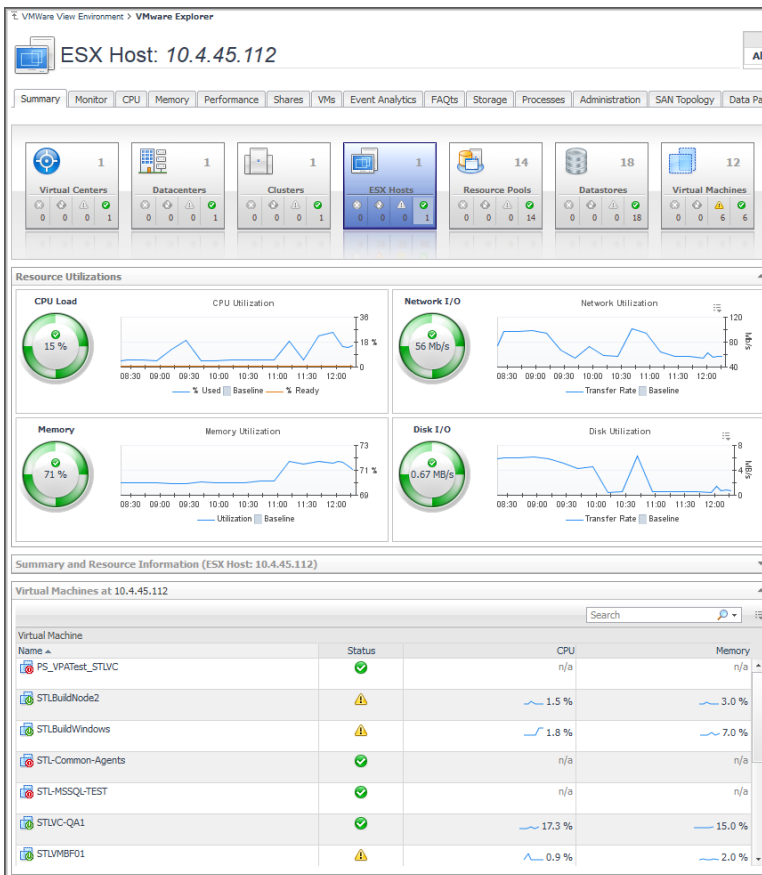 VMWare View Environment > VMware Explorer
ESX Host: 10.4.45.112
Summary Monitor CPU Memory Performance Shares VMs Event Analytics FAQts Storage Processes Administration SAN Topology
1 1 1 1 14 18 12
Virtual Centers Datacenters Clusters ESX Hosts Resource Pools Datastores Virtual Machines
0 0 0 1 0 0 0 1 0 0 0 1 0 0 0 1 0 0 0 14 0 0 0 18 0 0 6 6
Resource Utilizations
CPU Load
15 %
CPU Utilization
36
18 %
0
08:30 09:00 09:30 10:00 10:30 11:00 11:30 12:00
% Used Baseline % Ready
Network I/O
56 Mb/s
Network Utilization
120
80 Mb/s
40
08:30 09:00 09:30 10:00 10:30 11:00 11:30 12:00
Transfer Rate Baseline
Memory
71 %
Memory Utilization
73
71 %
69
08:30 09:00 09:30 10:00 10:30 11:00 11:30 12:00
Utilization Baseline
Disk I/O
0.67 MB/s
Disk Utilization
8
4 MB/s
0
08:30 09:00 09:30 10:00 10:30 11:00 11:30 12:00
Transfer Rate Baseline
Summary and Resource Information (ESX Host: 10.4.45.112)
Virtual Machines at 10.4.45.112
Search
Virtual Machine
Name Status CPU Memory
PS_VPATest_STLVC n/a n/a
STLBuildNode2 1.5 % 3.0 %
STLBuildWindows 1.8 % 7.0 %
STL-Common-Agents n/a n/a
STL-MSSQL-TEST n/a n/a
STLVC-QA1 17.3 % 15.0 %
STLVMBF01 0.9 % 2.0 %